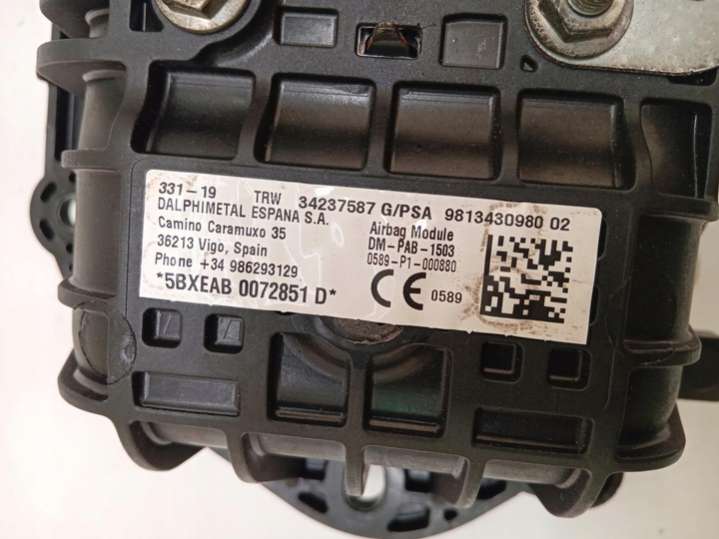 331-19 TRW 34237587 G/PSA 9813430980 02
DALPHIMETAL ESPANA S.A.
Camino Caramuxo 35
36213 Vigo, Spain
Phone +34 986293129
Airbag Module
DM-PAB-1503
0589-P1-000880
*5BXEAB 0072851 D*
CE 0589